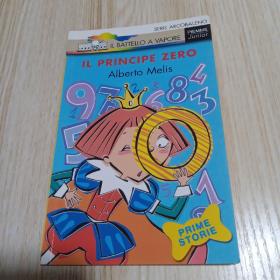 SERIE ARCOBALENO
IL BATTELLO A VAPORE
PIEMME
Junior
IL PRINCIPE ZERO
Alberto Melis
PRIME
STORIE